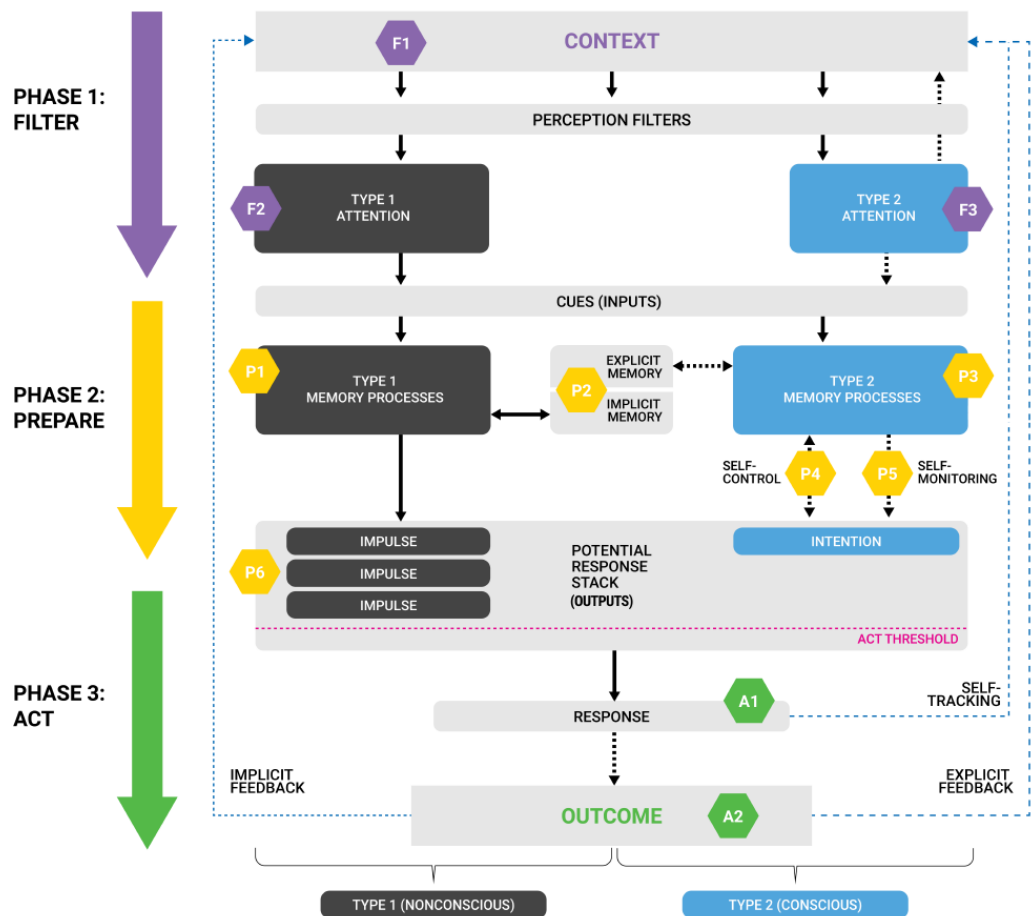 F1
CONTEXT
PHASE 1:
FILTER
PERCEPTION FILTERS
F2
TYPE 1
ATTENTION
TYPE 2
ATTENTION
F3
CUES (INPUTS)
PHASE 2:
PREPARE
P1
TYPE 1
MEMORY PROCESSES
P2
EXPLICIT
MEMORY
IMPLICIT
MEMORY
TYPE 2
MEMORY PROCESSES
P3
SELF-
CONTROL
P4
P5
SELF-
MONITORING
P6
IMPULSE
IMPULSE
IMPULSE
POTENTIAL
RESPONSE
STACK
(OUTPUTS)
INTENTION
ACT THRESHOLD
PHASE 3:
ACT
RESPONSE
A1
SELF-
TRACKING
IMPLICIT
FEEDBACK
EXPLICIT
FEEDBACK
OUTCOME
A2
TYPE 1 (NONCONSCIOUS)
TYPE 2 (CONSCIOUS)